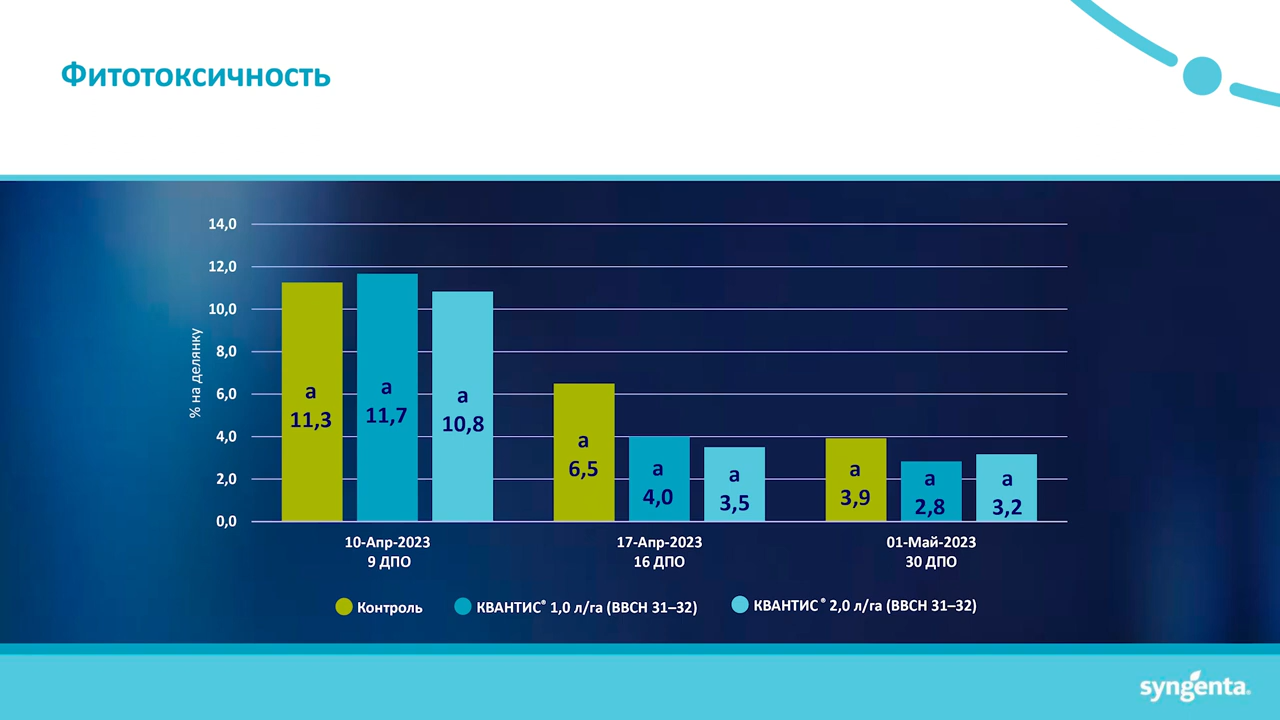 Фитотоксичность
% на делянку
14,0
12,0
10,0
8,0
6,0
4,0
2,0
0,0
a
11,3
a
11,7
a
10,8
a
6,5
a
4,0
a
3,5
a
3,9
a
2,8
a
3,2
10-Апр-2023
9 ДПО
17-Апр-2023
16 ДПО
01-Май-2023
30 ДПО
Контроль
КВАНТИС® 1,0 л/га (ВВСН 31–32)
КВАНТИС® 2,0 л/га (ВВСН 31–32)
syngenta.